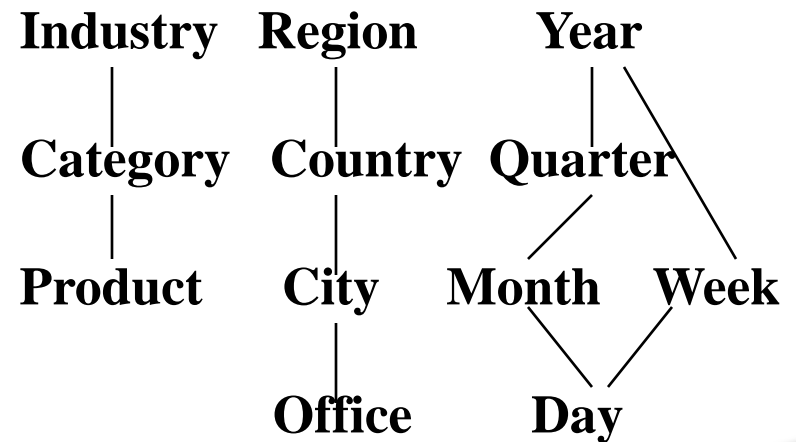 Industry Region Year
Category Country Quarter
Product City Month Week
Office Day